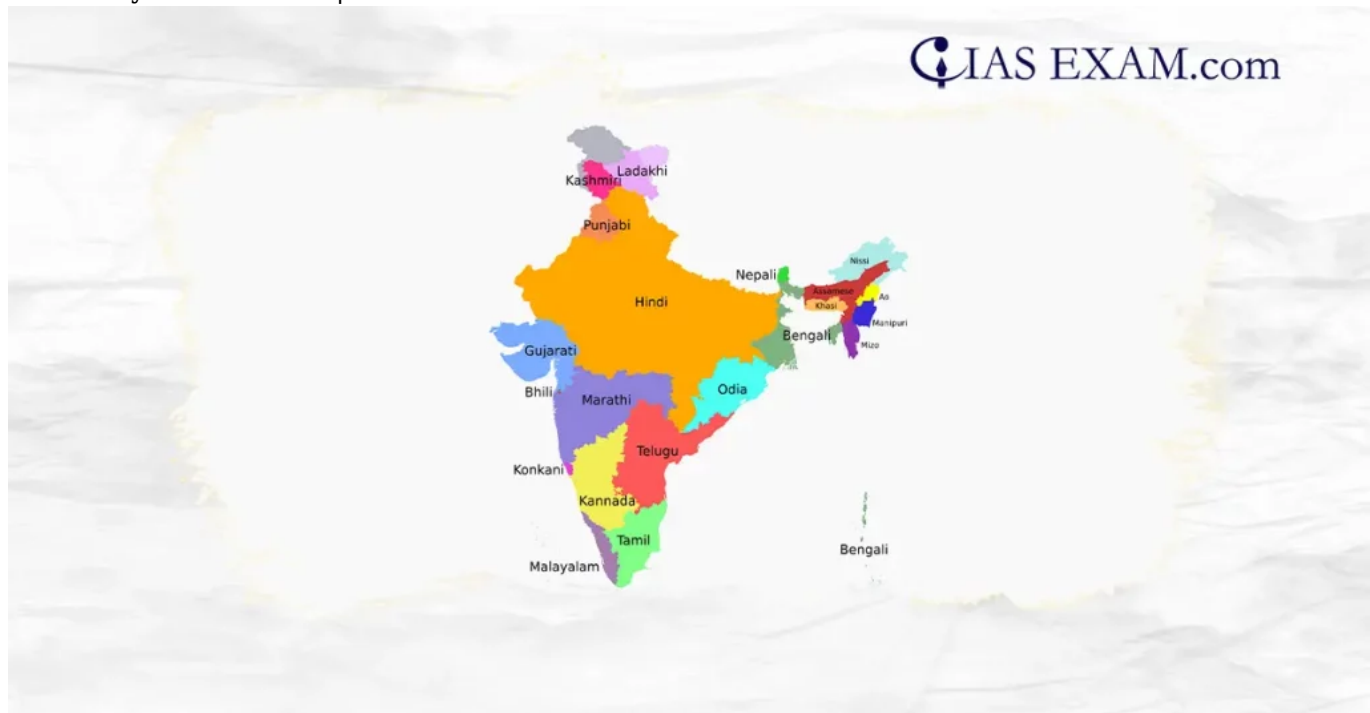 IAS EXAM.com
Ladakhi
Kashmiri
Punjabi
Nissi
Nepali
Assamese
Ao
Hindi
Khasi
Manipuri
Bengali
Mizo
Gujarati
Bhili
Odia
Marathi
Telugu
Konkani
Kannada
Tamil
Bengali
Malayalam